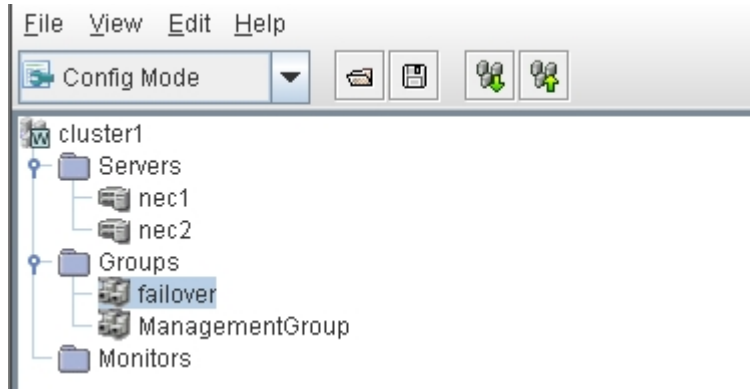 File View Edit Help
Config Mode
cluster1
Servers
nec1
nec2
Groups
failover
ManagementGroup
Monitors